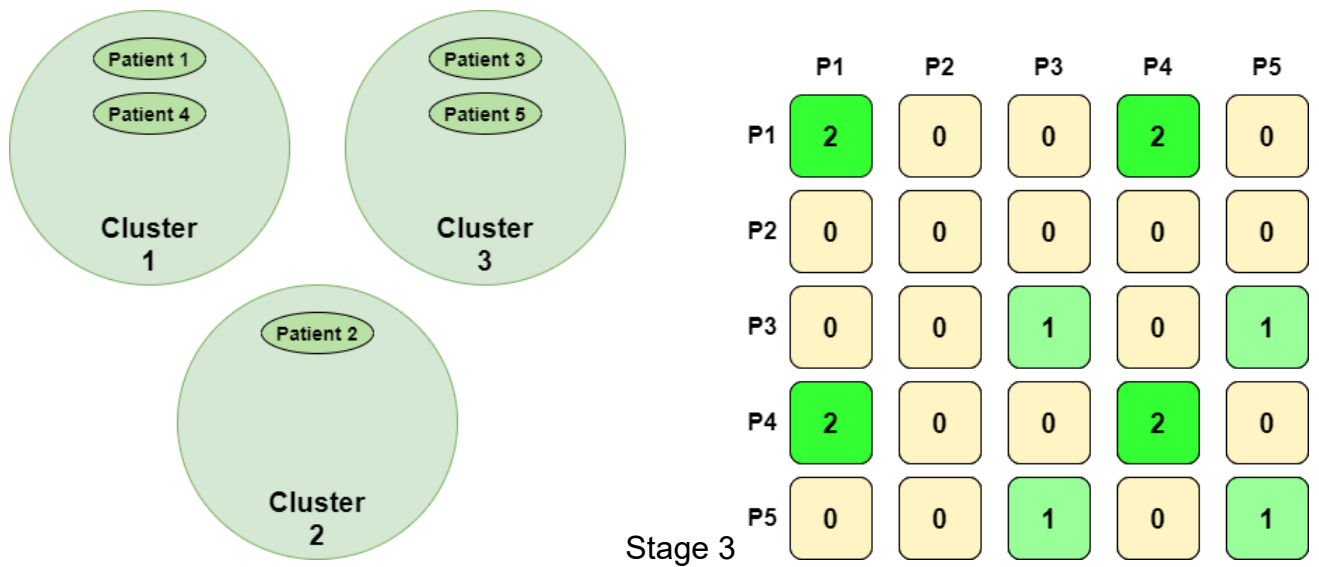 Patient 1
Patient 4
Cluster
1
Patient 3
Patient 5
Cluster
3
Patient 2
Cluster
2
Stage 3
P1 P2 P3 P4 P5
P1 2 0 0 2 0
P2 0 0 0 0 0
P3 0 0 1 0 1
P4 2 0 0 2 0
P5 0 0 1 0 1